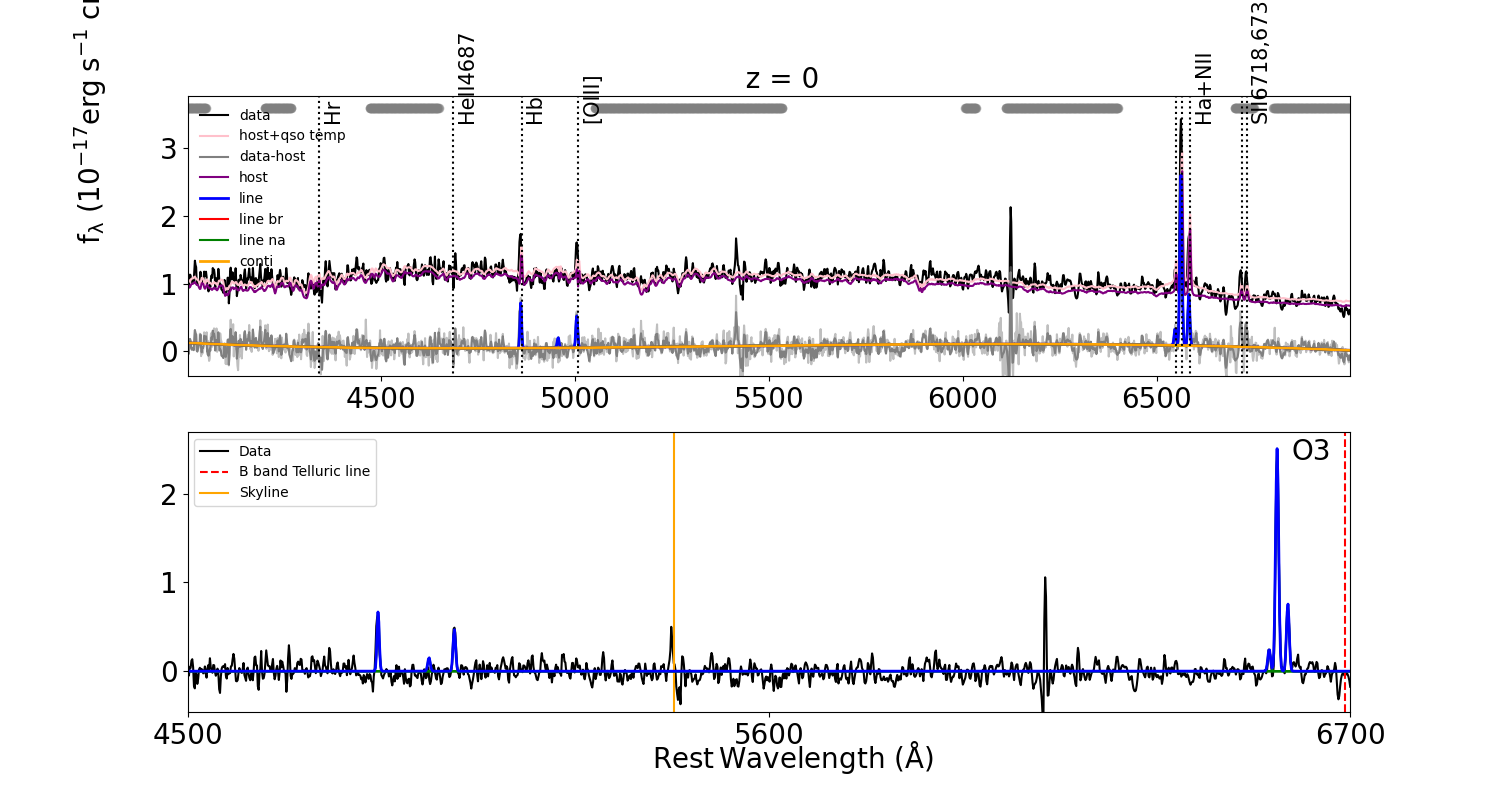 f_λ (10^−17 erg s^−1
z = 0
Hr
HeII4687
Hb
[OIII]
Ha+NII
SII6718,673
data
host+qso temp
data-host
host
line
line br
line na
conti
3
2
1
0
4500 5000 5500 6000 6500
Data
B band Telluric line
Skyline
O3
2
1
0
4500 5600 6700
Rest Wavelength (Å)